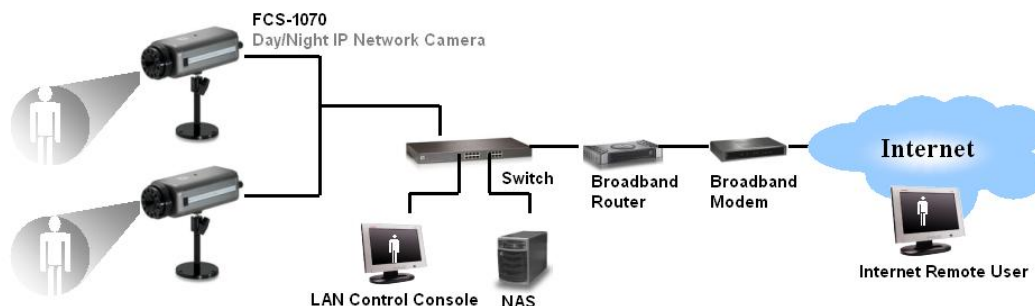 FCS-1070
Day/Night IP Network Camera
Switch
Broadband
Router
Broadband
Modem
Internet
LAN Control Console
NAS
Internet Remote User